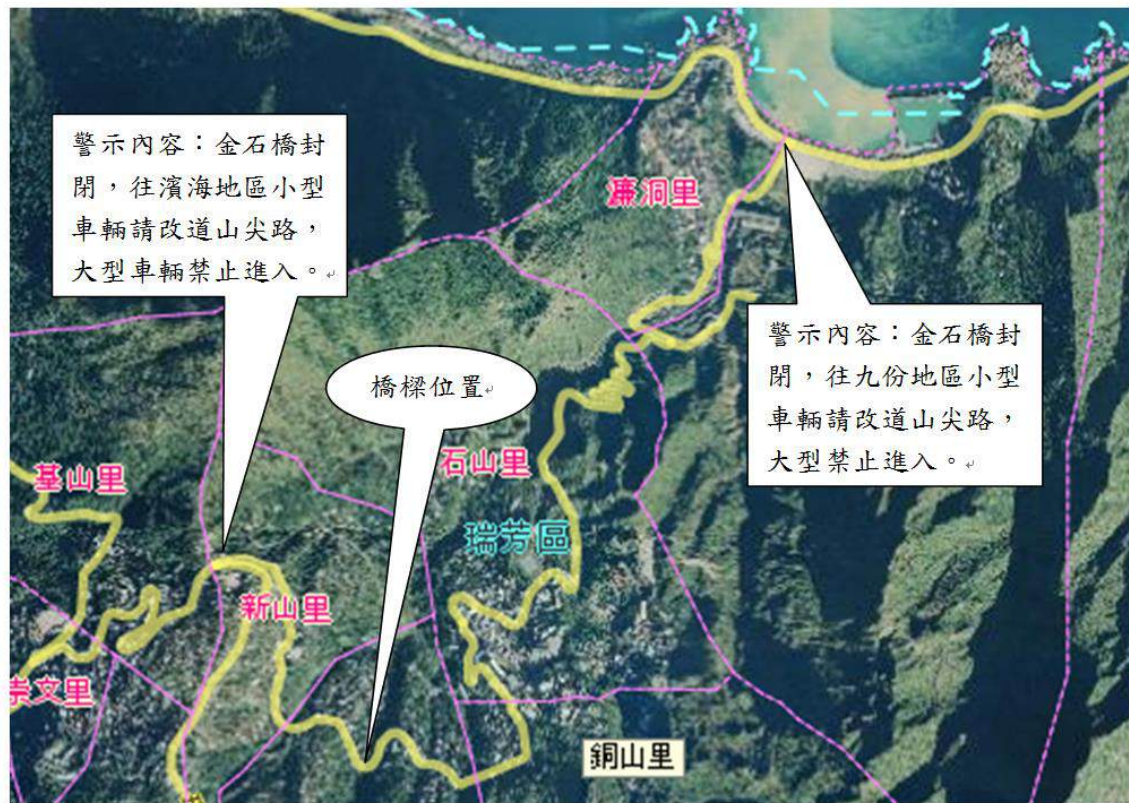 警示內容：金石橋封
閉，往濱海地區小型
車輛請改道山尖路，
大型車輛禁止進入。
濂洞里
警示內容：金石橋封
閉，往九份地區小型
車輛請改道山尖路，
大型禁止進入。
橋樑位置
基山里
石山里
瑞芳區
新山里
崇文里
銅山里